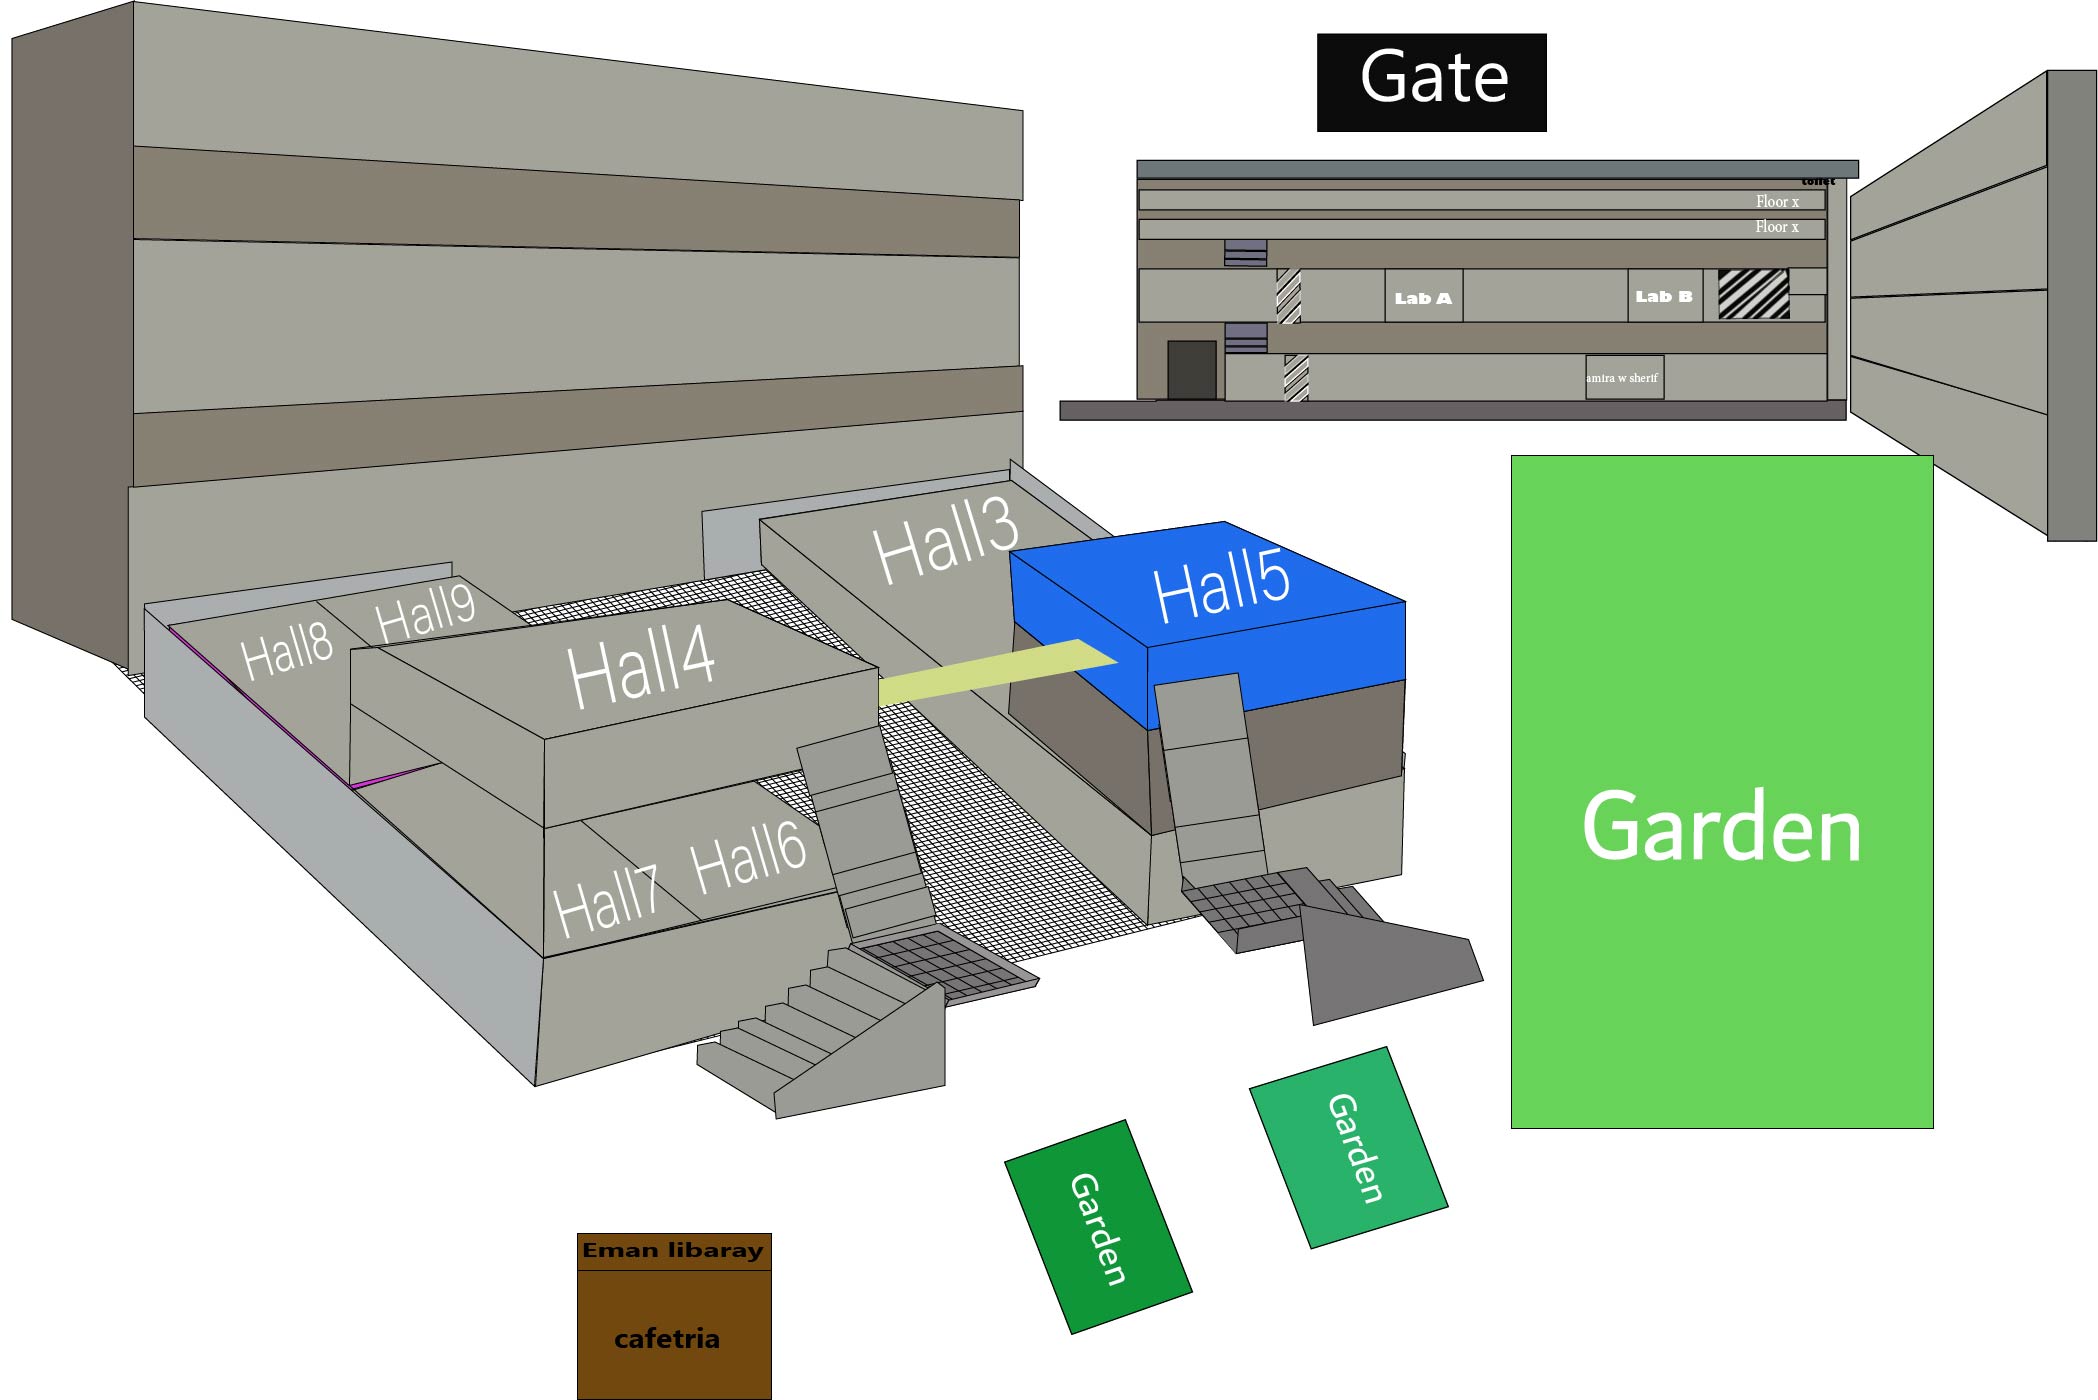 Gate
toilet
Floor x
Floor x
Lab A
Lab B
amira w sherif
Hall3
Hall5
Hall9
Hall8
Hall4
Hall6
Hall7
Garden
Garden
Garden
Eman libaray
cafetria